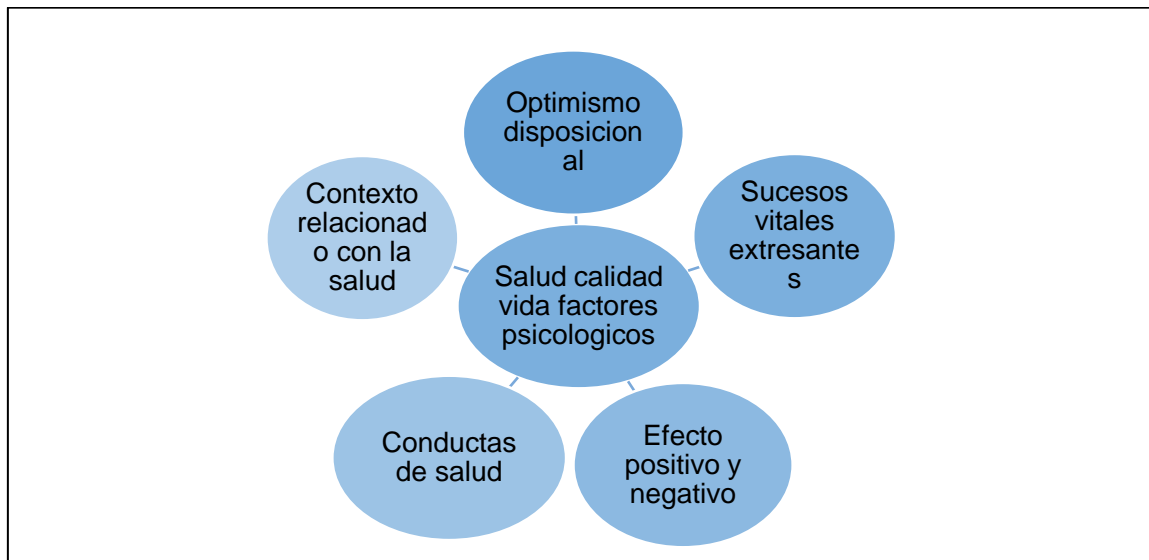 Optimismo
disposicion
al
Sucesos
vitales
extresante
s
Efecto
positivo y
negativo
Conductas
de salud
Contexto
relacionad
o con la
salud
Salud calidad
vida factores
psicologicos